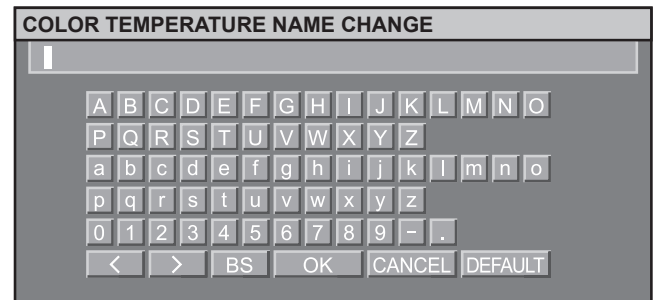 COLOR TEMPERATURE NAME CHANGE
A B C D E F G H I J K L M N O
P Q R S T U V W X Y Z
a b c d e f g h i j k l m n o
p q r s t u v w x y z
0 1 2 3 4 5 6 7 8 9 - .
< > BS OK CANCEL DEFAULT